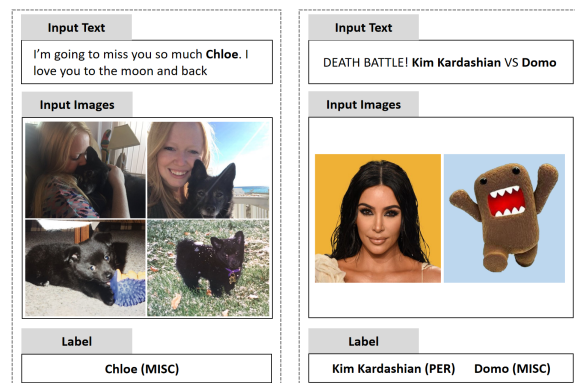 Input Text
I'm going to miss you so much Chloe. I
love you to the moon and back
Input Images
Label
Chloe (MISC)
Input Text
DEATH BATTLE! Kim Kardashian VS Domo
Input Images
Label
Kim Kardashian (PER) Domo (MISC)